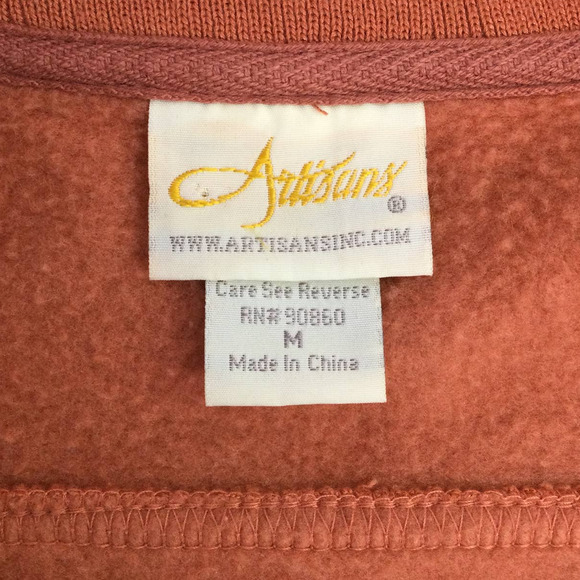 Artisans®
WWW.ARTISANSINC.COM
Care See Reverse
RN# 90860
M
Made In China